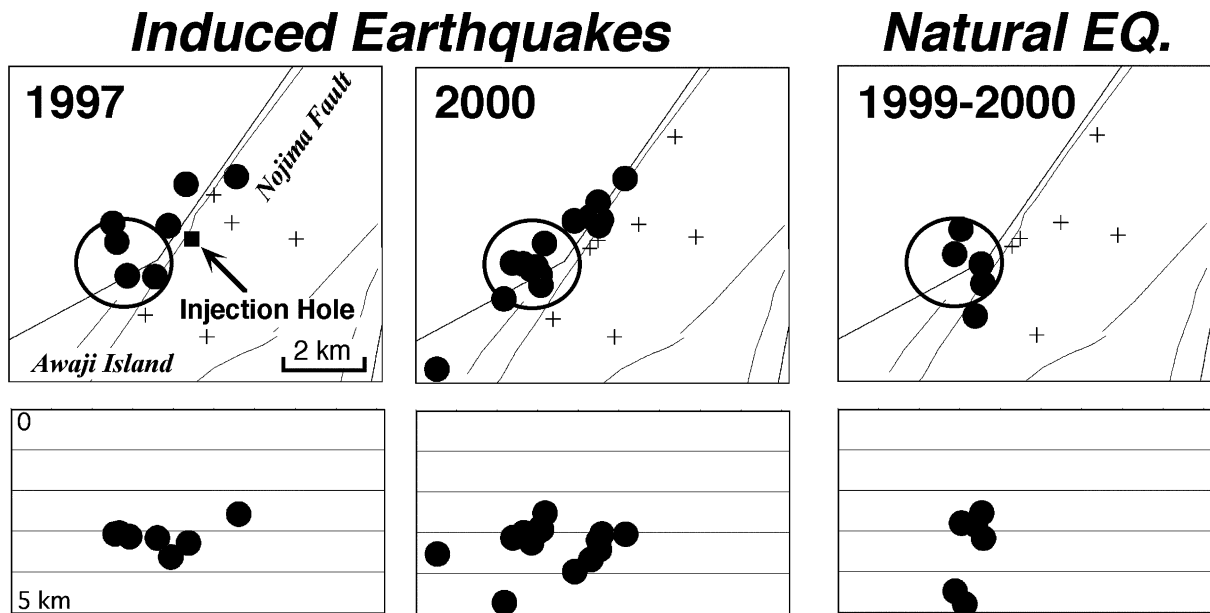 Induced Earthquakes
Natural EQ.
1997
Nojima Fault
Injection Hole
Awaji Island
2 km
2000
1999-2000
0
5 km